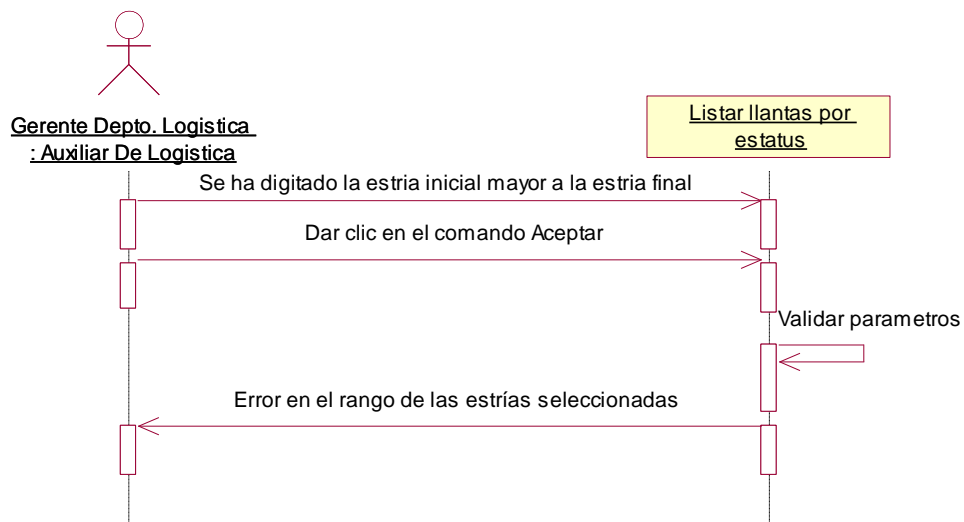 Gerente Depto. Logistica
: Auxiliar De Logistica
Listar llantas por
estatus
Se ha digitado la estria inicial mayor a la estria final
Dar clic en el comando Aceptar
Validar parametros
Error en el rango de las estrías seleccionadas